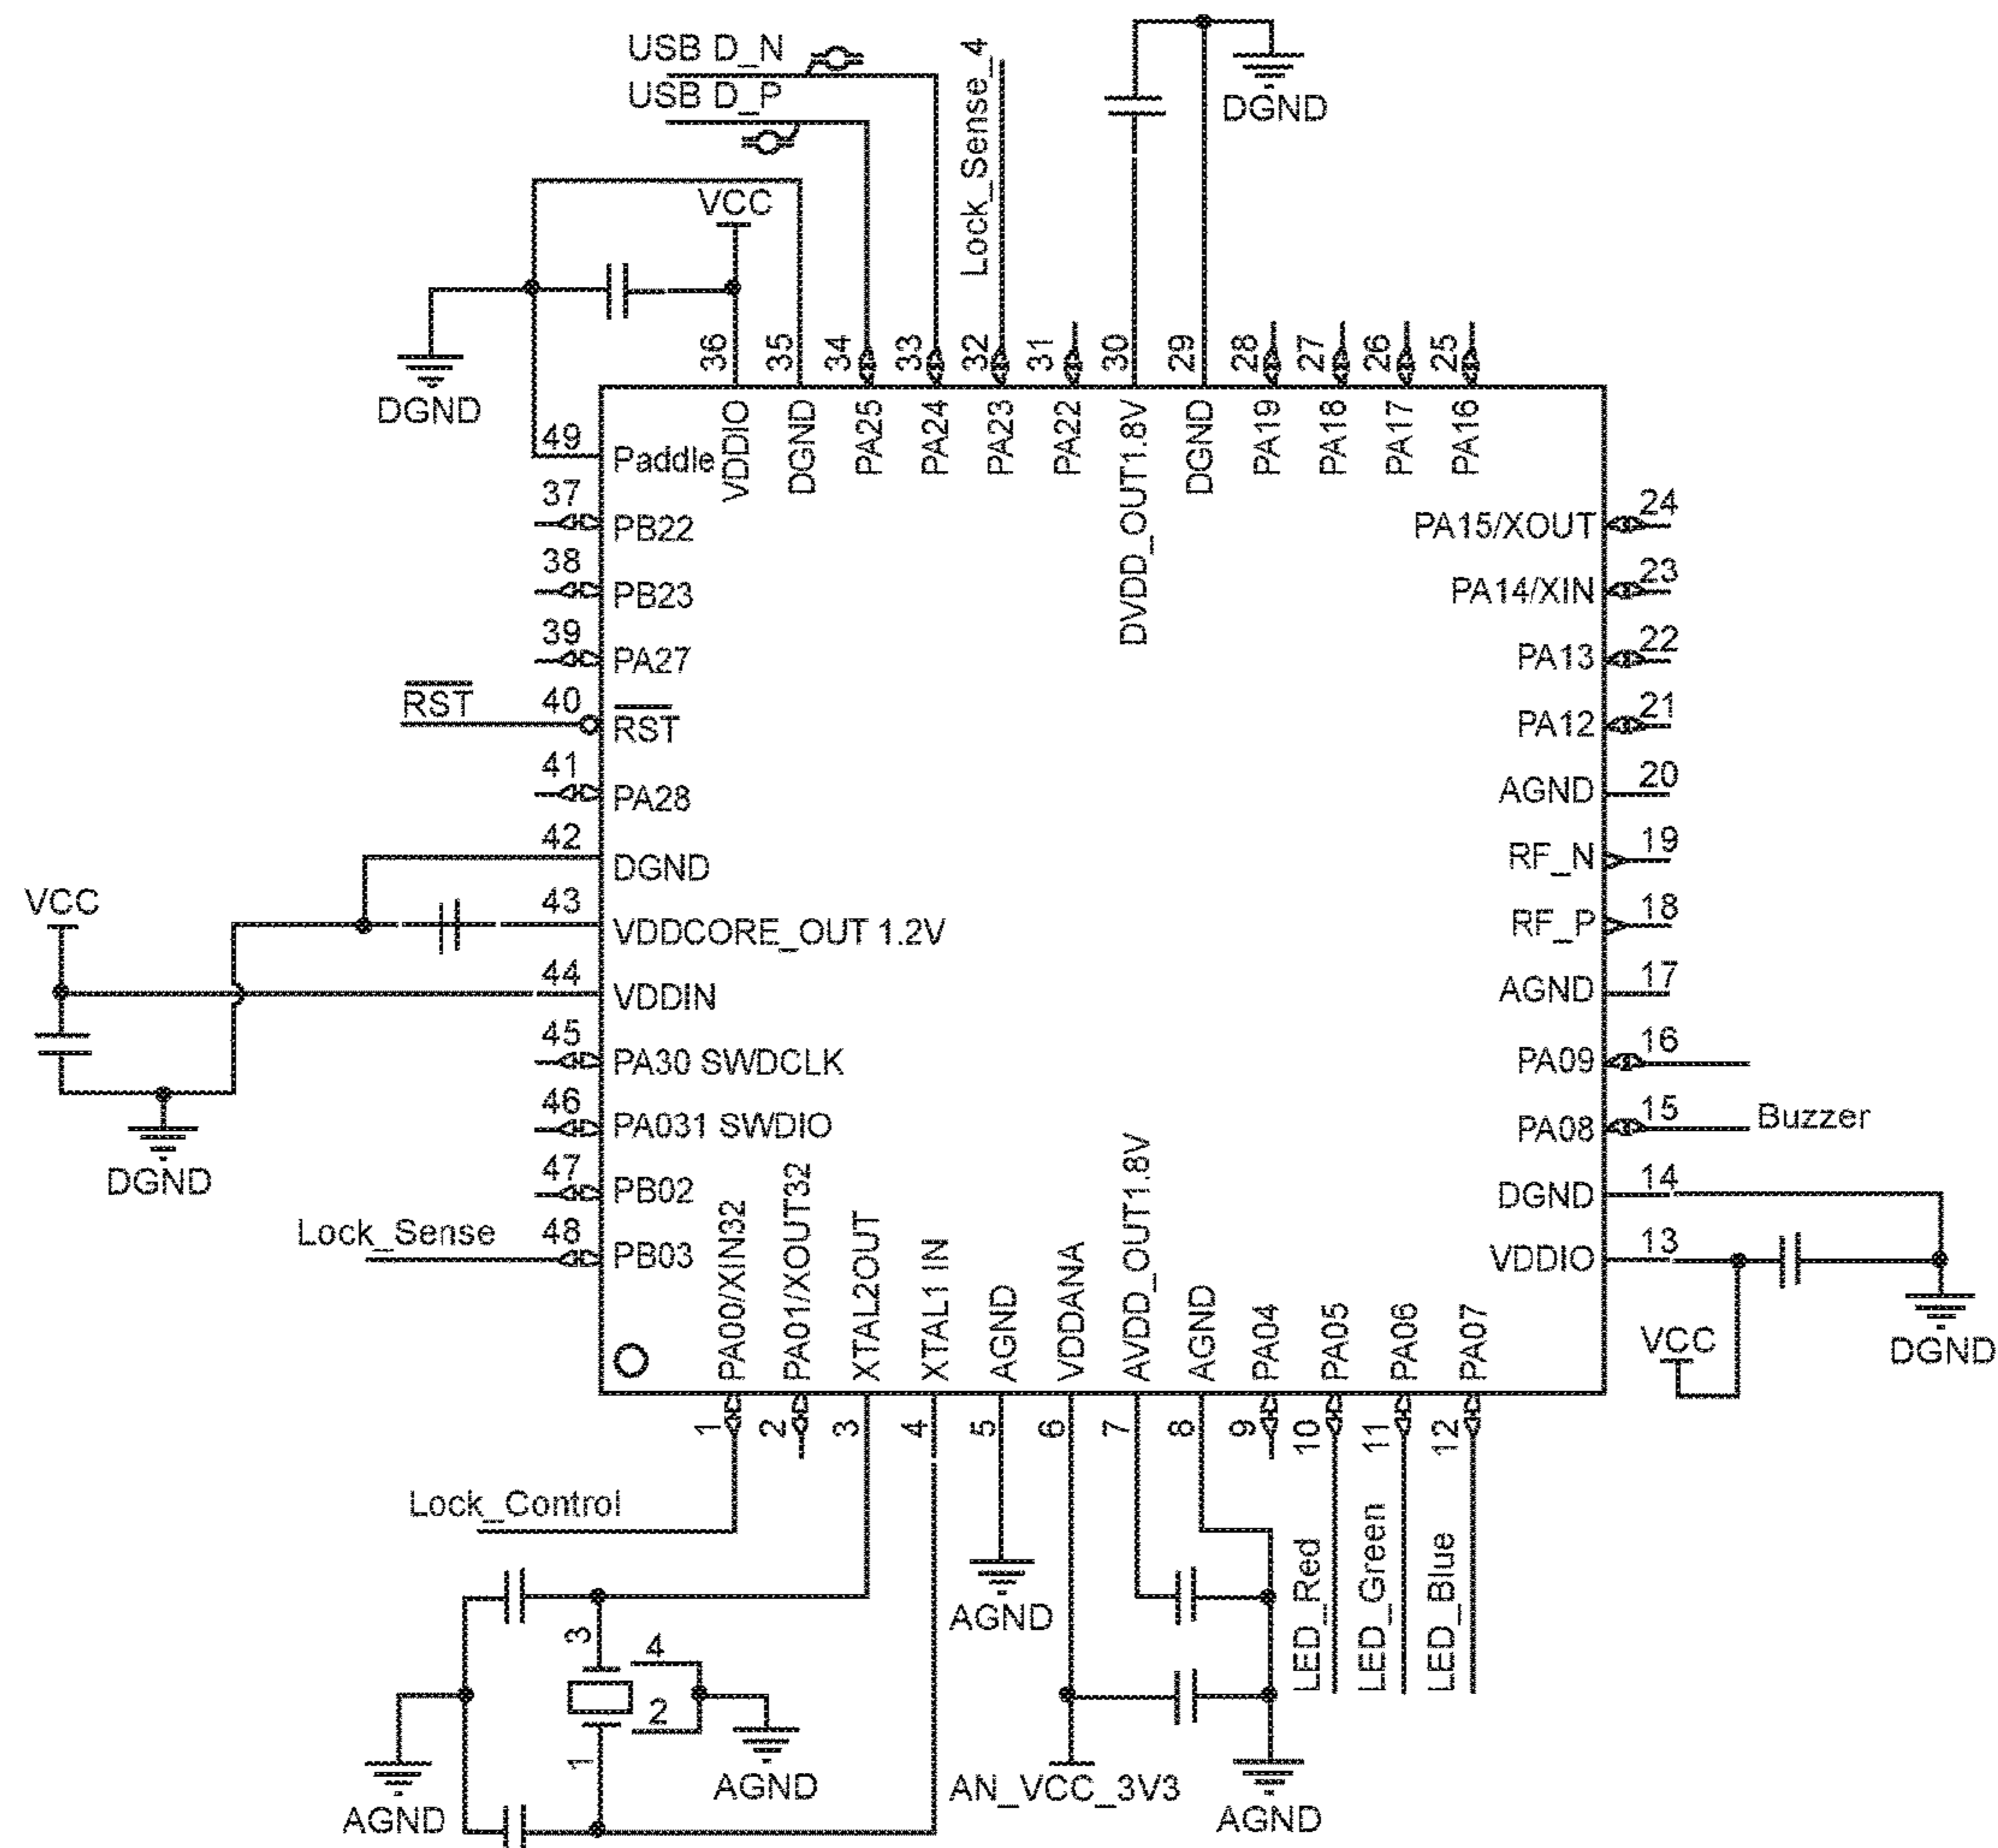 USB D_N
USB D_P
Lock_Sense_4
DGND
VCC
DGND
36
35
34
33
32
31
30
29
28
27
26
25
VDDIO
DGND
PA25
PA24
PA23
PA22
DVDD_OUT1.8V
DGND
PA19
PA18
PA17
PA16
49
Paddle
37
PB22
38
PB23
39
PA27
RST
40
RST
41
PA28
42
DGND
VCC
43
VDDCORE_OUT 1.2V
44
VDDIN
45
PA30 SWDCLK
46
PA031 SWDIO
DGND
47
PB02
Lock_Sense
48
PB03
PA15/XOUT
24
PA14/XIN
23
PA13
22
PA12
21
AGND
20
RF_N
19
RF_P
18
AGND
17
PA09
16
PA08
15
Buzzer
DGND
14
VDDIO
13
VCC
DGND
PA00/XIN32
PA01/XOUT32
XTAL2OUT
XTAL1 IN
AGND
VDDANA
AVDD_OUT1.8V
AGND
PA04
PA05
PA06
PA07
1
2
3
4
5
6
7
8
9
10
11
12
Lock_Control
AGND
LED_Red
LED_Green
LED_Blue
3
4
2
1
AGND
AGND
AN_VCC_3V3
AGND